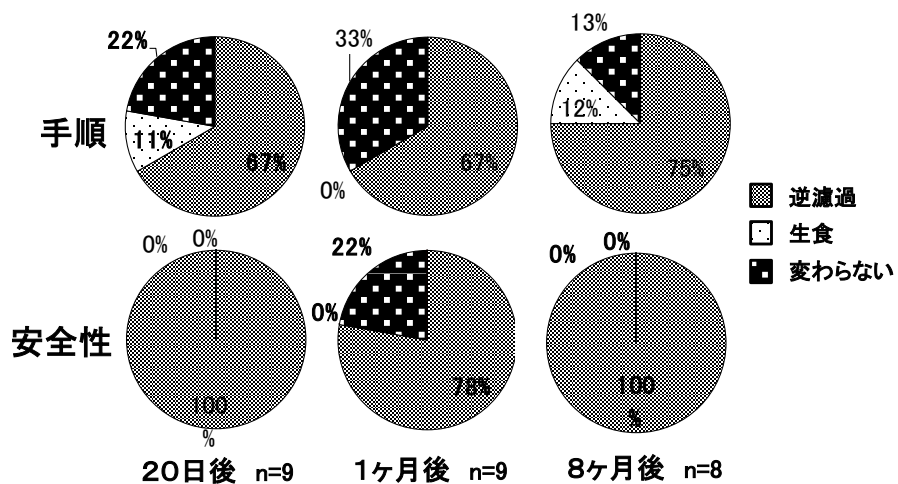 22%
33%
13%
手順
11%
67%
0%
67%
12%
75%
逆濾過
生食
変わらない
0%
0%
22%
0%
0%
0%
安全性
100
%
78%
100
%
20日後 n=9
1ヶ月後 n=9
8ヶ月後 n=8